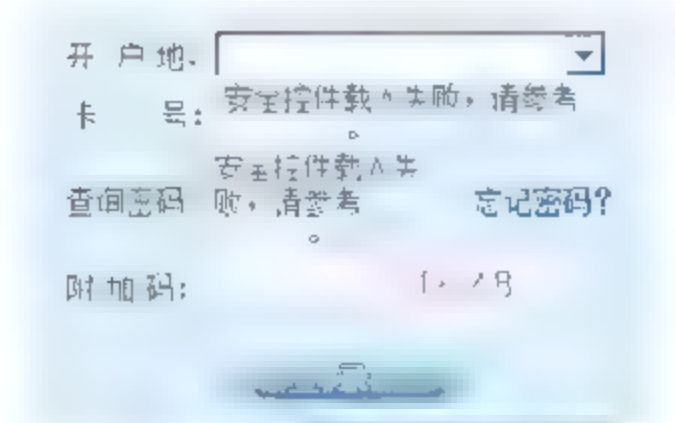 开 户 地:
卡 号: 安全控件载入失败，请参考
。
安全控件载入失
查询密码 败，请参考 忘记密码?
。
附加码: